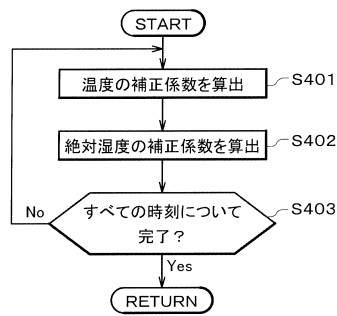 START
温度の補正係数を算出
S401
絶対湿度の補正係数を算出
S402
すべての時刻について
完了？
S403
No
Yes
RETURN